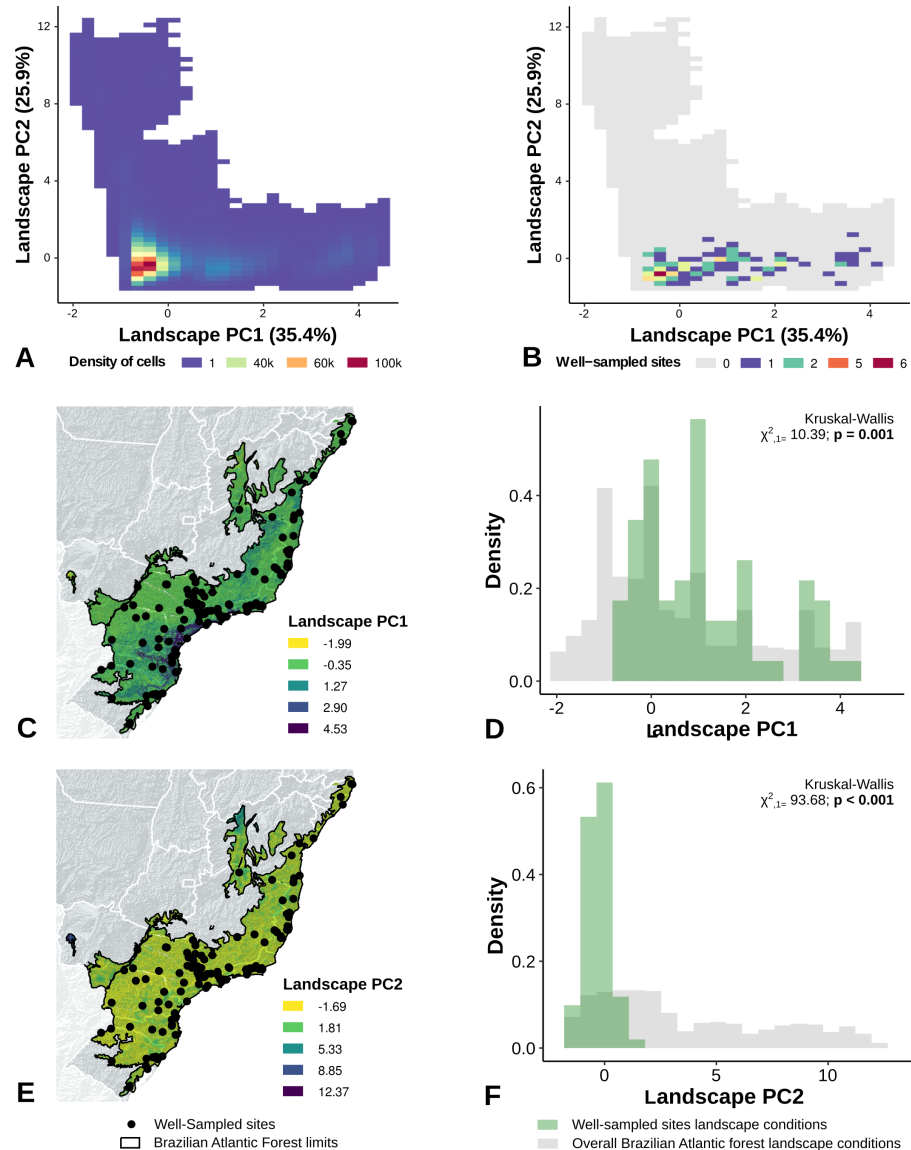 Landscape PC2 (25.9%)
12
8
4
0
-2
0
2
4
Landscape PC1 (35.4%)
A
Density of cells
1
40k
60k
100k
Landscape PC2 (25.9%)
12
8
4
0
-2
0
2
4
Landscape PC1 (35.4%)
B
Well−sampled sites
0
1
2
5
6
Landscape PC1
-1.99
-0.35
1.27
2.90
4.53
C
Kruskal-Wallis
χ²,₁₌ 10.39; p = 0.001
Density
0.4
0.2
0.0
-2
0
2
4
Landscape PC1
D
Landscape PC2
-1.69
1.81
5.33
8.85
12.37
E
Kruskal-Wallis
χ²,₁₌ 93.68; p < 0.001
Density
0.6
0.4
0.2
0.0
0
5
10
Landscape PC2
F
Well-Sampled sites
Brazilian Atlantic Forest limits
Well-sampled sites landscape conditions
Overall Brazilian Atlantic forest landscape conditions